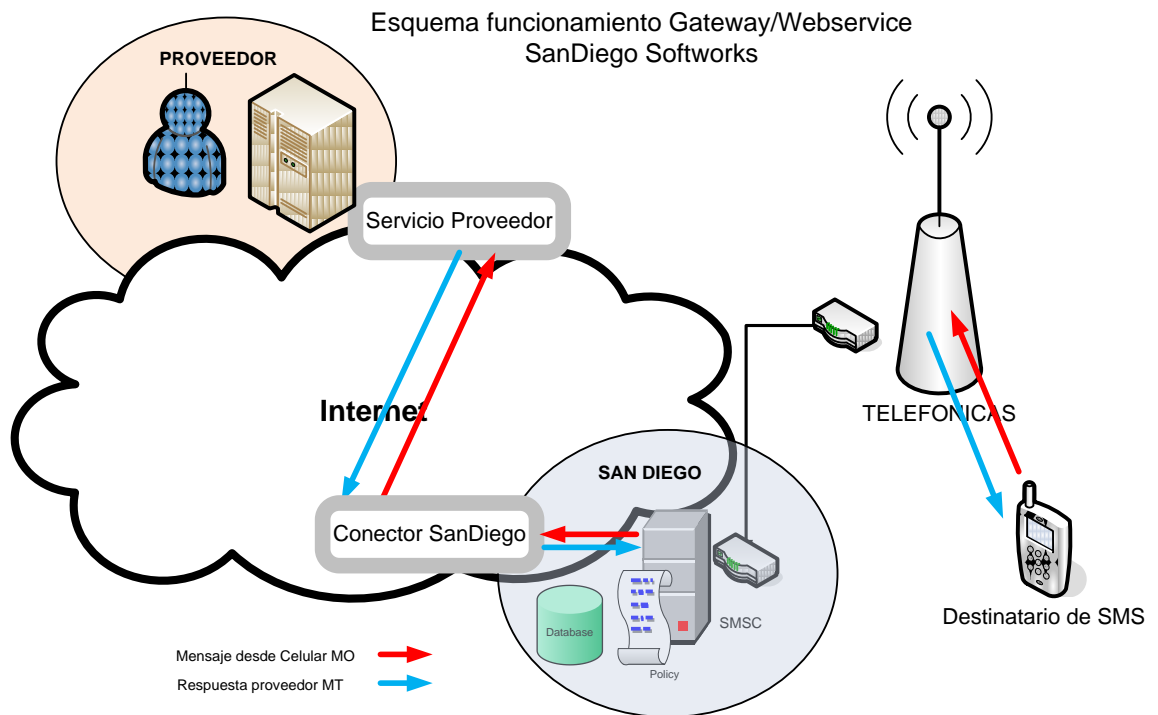 Esquema funcionamiento Gateway/Webservice
SanDiego Softworks
PROVEEDOR
Servicio Proveedor
Internet
TELEFONICAS
SAN DIEGO
Conector SanDiego
Database
SMSC
Policy
Destinatario de SMS
Mensaje desde Celular MO
Respuesta proveedor MT